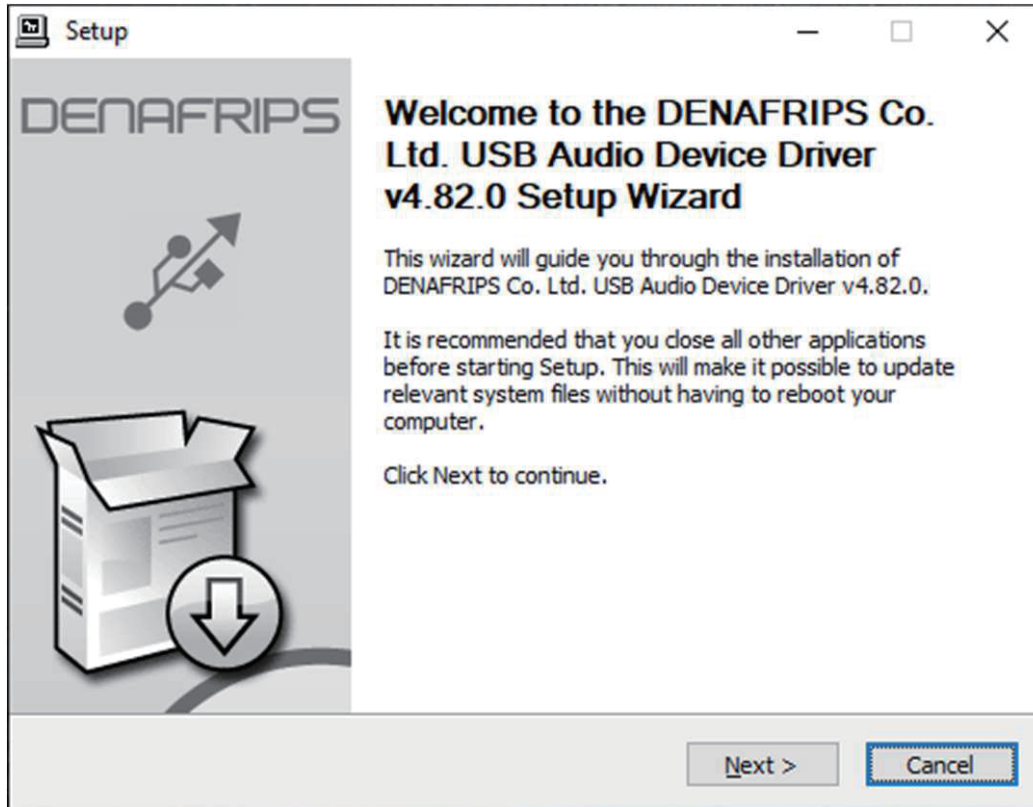 Setup
DENAFRIPS
Welcome to the DENAFRIPS Co.
Ltd. USB Audio Device Driver
v4.82.0 Setup Wizard
This wizard will guide you through the installation of
DENAFRIPS Co. Ltd. USB Audio Device Driver v4.82.0.
It is recommended that you close all other applications
before starting Setup. This will make it possible to update
relevant system files without having to reboot your
computer.
Click Next to continue.
Next >
Cancel